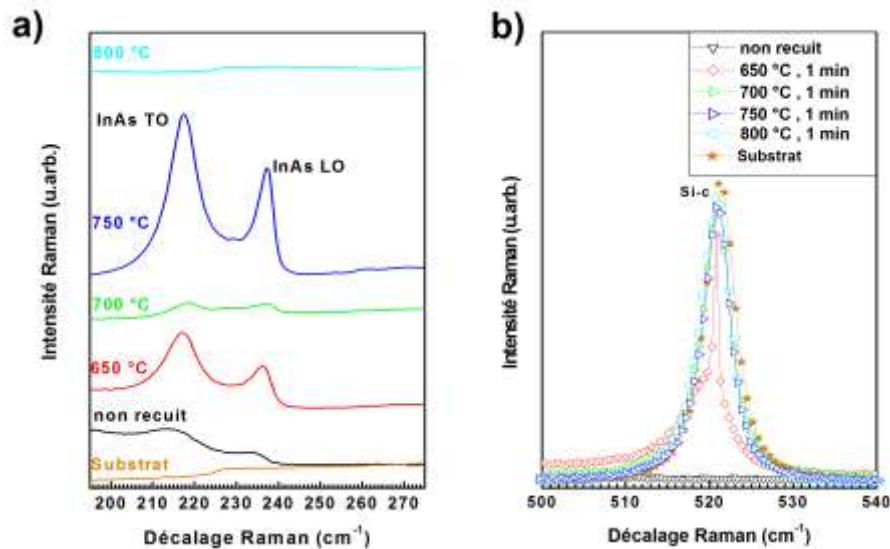 a)
800 °C
InAs TO
InAs LO
750 °C
700 °C
650 °C
non recuit
Substrat
200 210 220 230 240 250 260 270
Décalage Raman (cm-1)
Intensité Raman (u.arb.)
b)
non recuit
650 °C , 1 min
700 °C , 1 min
750 °C , 1 min
800 °C , 1 min
Substrat
Si-c
500 510 520 530 540
Décalage Raman (cm-1)
Intensité Raman (u.arb.)